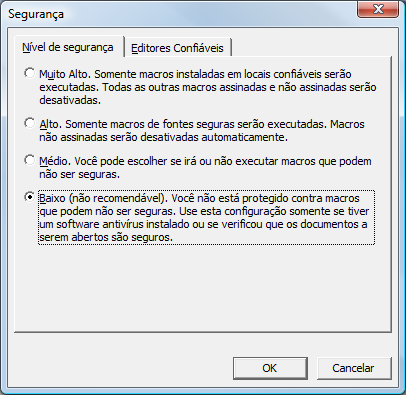 Segurança
Nível de segurança
Editores Confiáveis
Muito Alto. Somente macros instaladas em locais confiáveis serão
executadas. Todas as outras macros assinadas e não assinadas serão
desativadas.
Alto. Somente macros de fontes seguras serão executadas. Macros
não assinadas serão desativadas automaticamente.
Médio. Você pode escolher se irá ou não executar macros que podem
não ser seguras.
Baixo (não recomendável). Você não está protegido contra macros
que podem não ser seguras. Use esta configuração somente se tiver
um software antivírus instalado ou se verificou que os documentos a
serem abertos são seguros.
OK
Cancelar